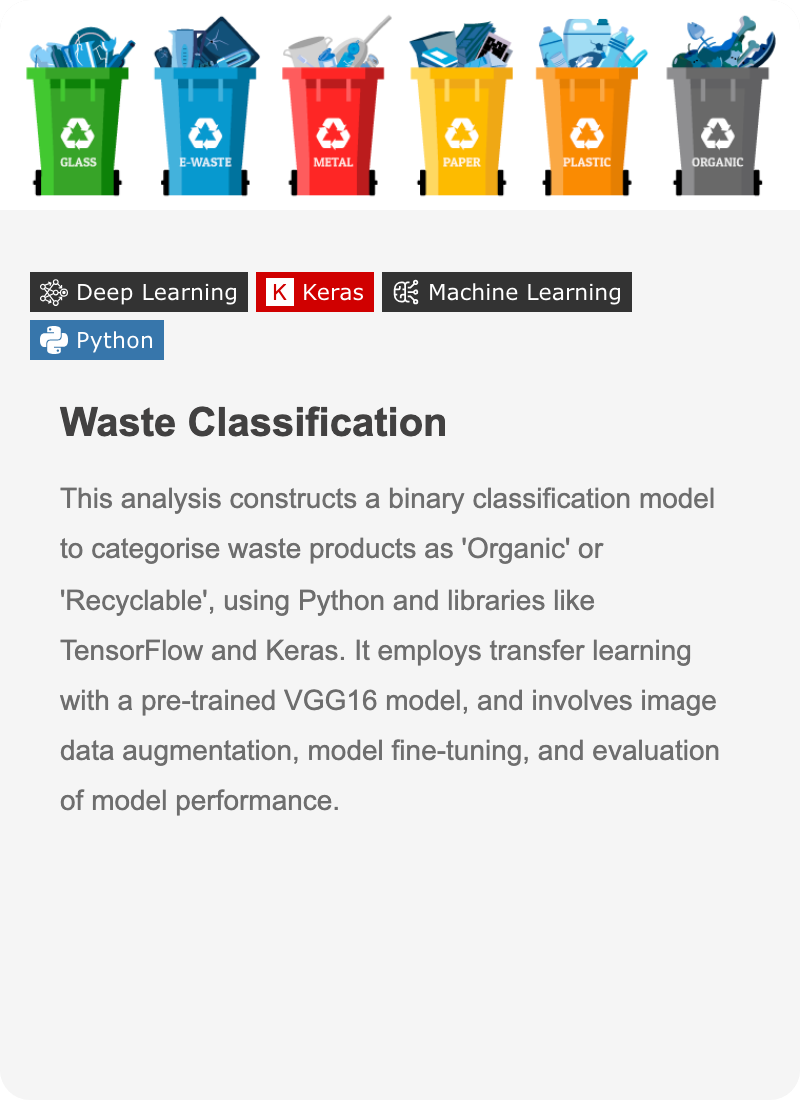 GLASS E-WASTE METAL PAPER PLASTIC ORGANIC
Deep Learning K Keras Machine Learning
Python
Waste Classification
This analysis constructs a binary classification model
to categorise waste products as 'Organic' or
'Recyclable', using Python and libraries like
TensorFlow and Keras. It employs transfer learning
with a pre-trained VGG16 model, and involves image
data augmentation, model fine-tuning, and evaluation
of model performance.